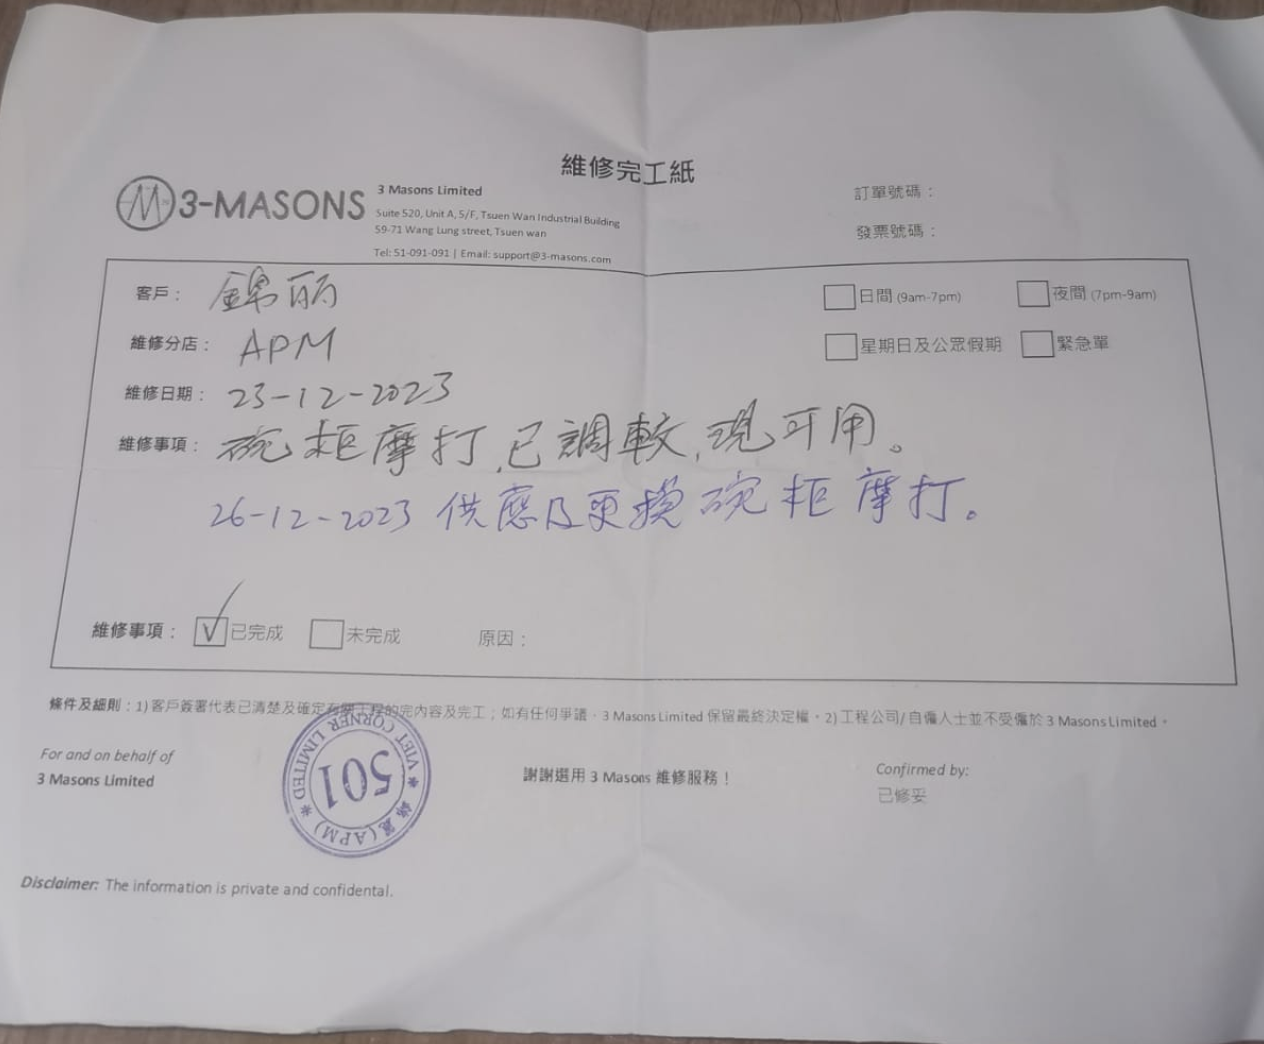 維修完工紙
3-MASONS
3 Masons Limited
Suite 520, Unit A, 5/F, Tsuen Wan Industrial Building
59-71 Wang Lung street, Tsuen wan
Tel: 51-091-091 | Email: support@3-masons.com
訂單號碼：
發票號碼：
客戶： 錦丽
維修分店： APM
維修日期： 23-12-2023
維修事項： 碗柜摩打,已調較,現可用。
26-12-2023 供應及更換碗柜摩打。
日間 (9am-7pm) 夜間 (7pm-9am)
星期日及公眾假期 緊急單
維修事項： 已完成 未完成 原因：
條件及細則：1) 客戶簽署代表已清楚及確定有關工程的完內容及完工；如有任何爭議，3 Masons Limited 保留最終決定權。2) 工程公司/ 自僱人士並不受僱於 3 Masons Limited。
For and on behalf of
3 Masons Limited
VIET CORNER LIMITED
501
錦麗 (APM)
謝謝選用 3 Masons 維修服務！
Confirmed by:
已修妥
Disclaimer: The information is private and confidental.